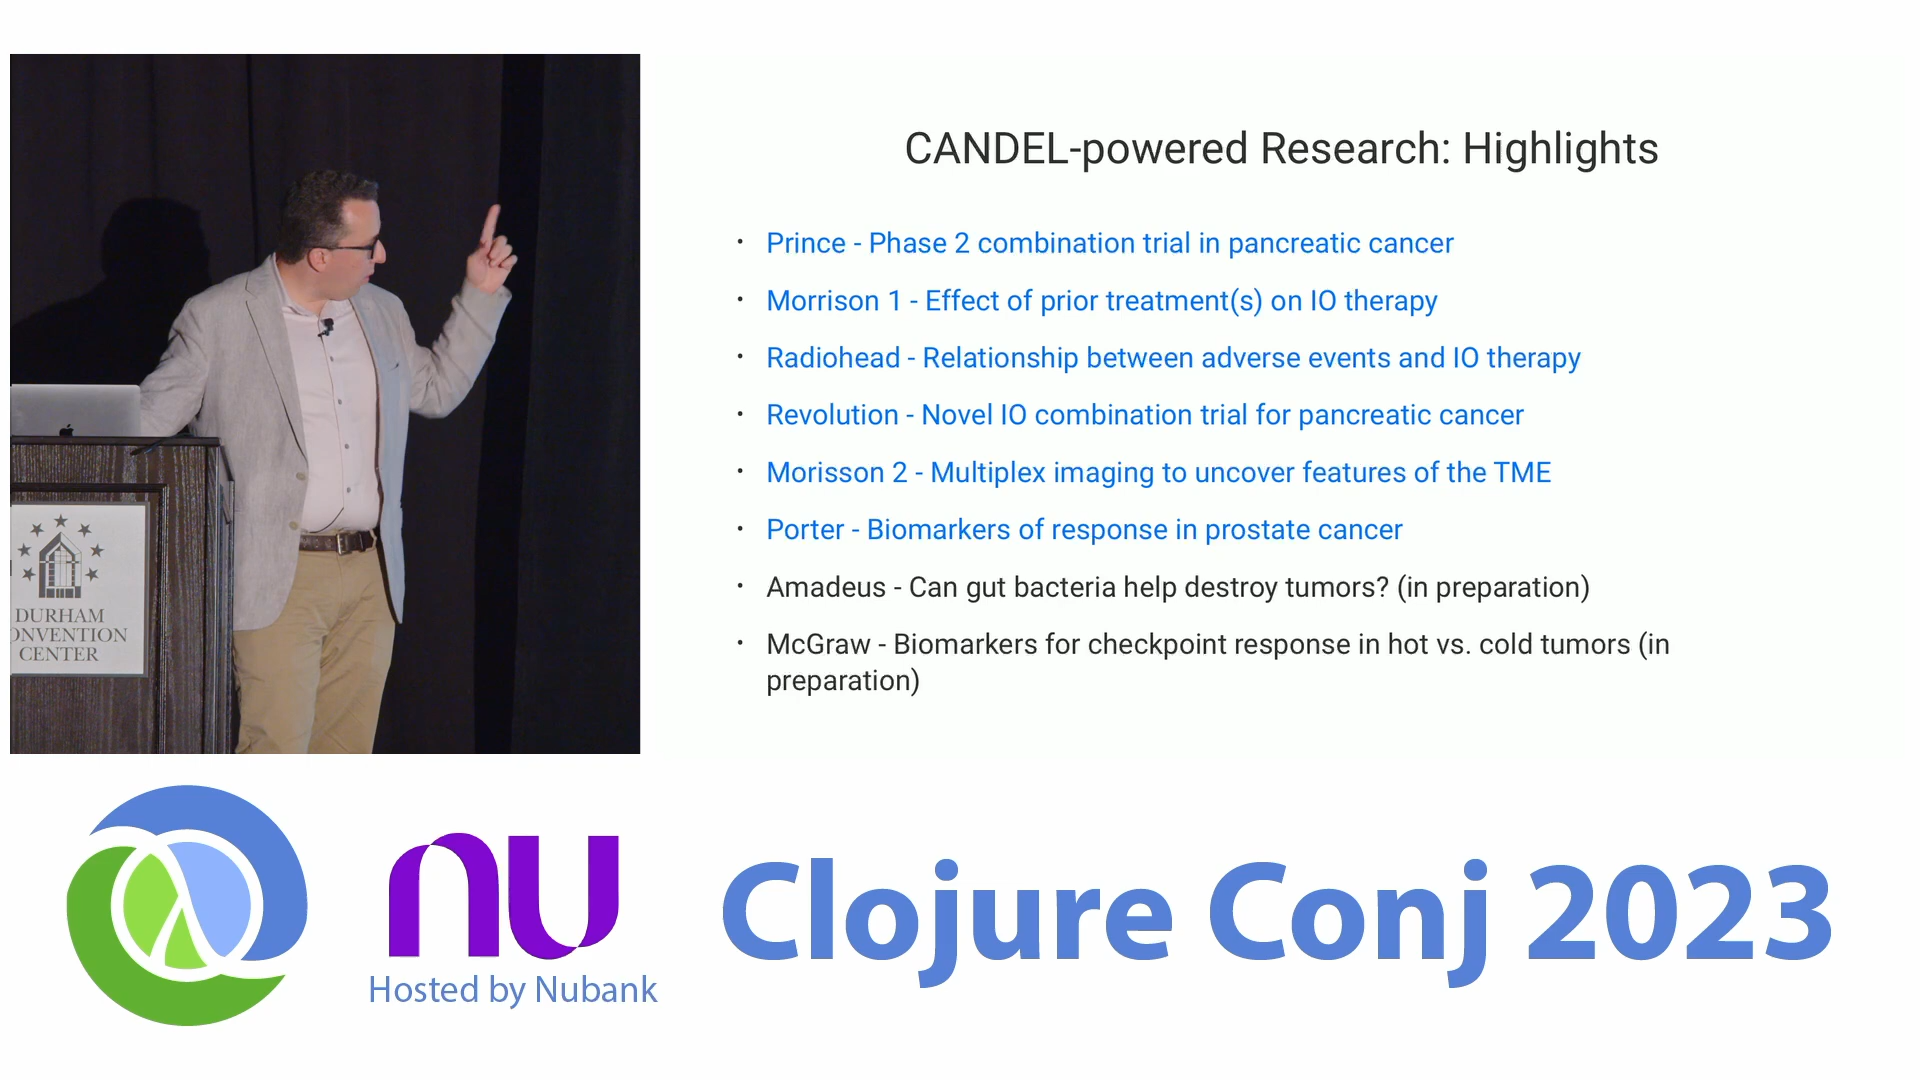 CANDEL-powered Research: Highlights
• Prince - Phase 2 combination trial in pancreatic cancer
• Morrison 1 - Effect of prior treatment(s) on IO therapy
• Radiohead - Relationship between adverse events and IO therapy
• Revolution - Novel IO combination trial for pancreatic cancer
• Morisson 2 - Multiplex imaging to uncover features of the TME
• Porter - Biomarkers of response in prostate cancer
• Amadeus - Can gut bacteria help destroy tumors? (in preparation)
• McGraw - Biomarkers for checkpoint response in hot vs. cold tumors (in
preparation)
DURHAM
ONVENTION
CENTER
nu
Hosted by Nubank
Clojure Conj 2023